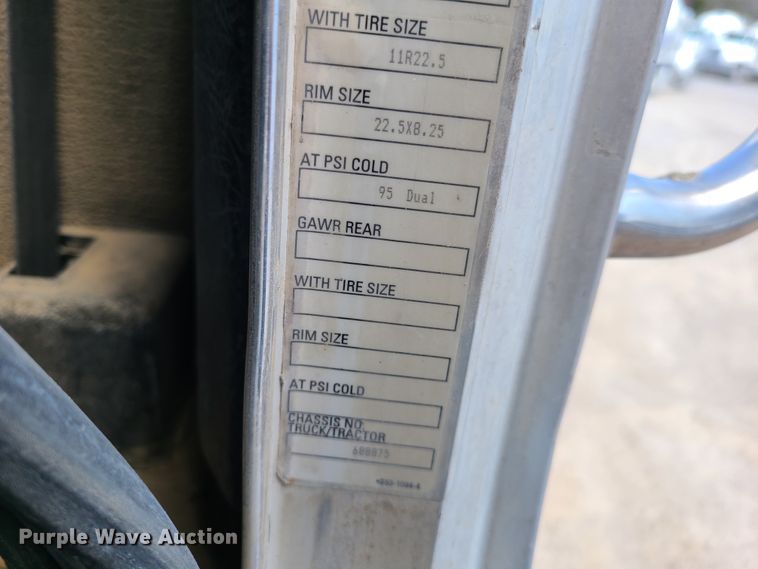 WITH TIRE SIZE
11R22.5
RIM SIZE
22.5X8.25
AT PSI COLD
95 Dual
GAWR REAR
WITH TIRE SIZE
RIM SIZE
AT PSI COLD
CHASSIS NO.
TRUCK/TRACTOR
Purple Wave Auction